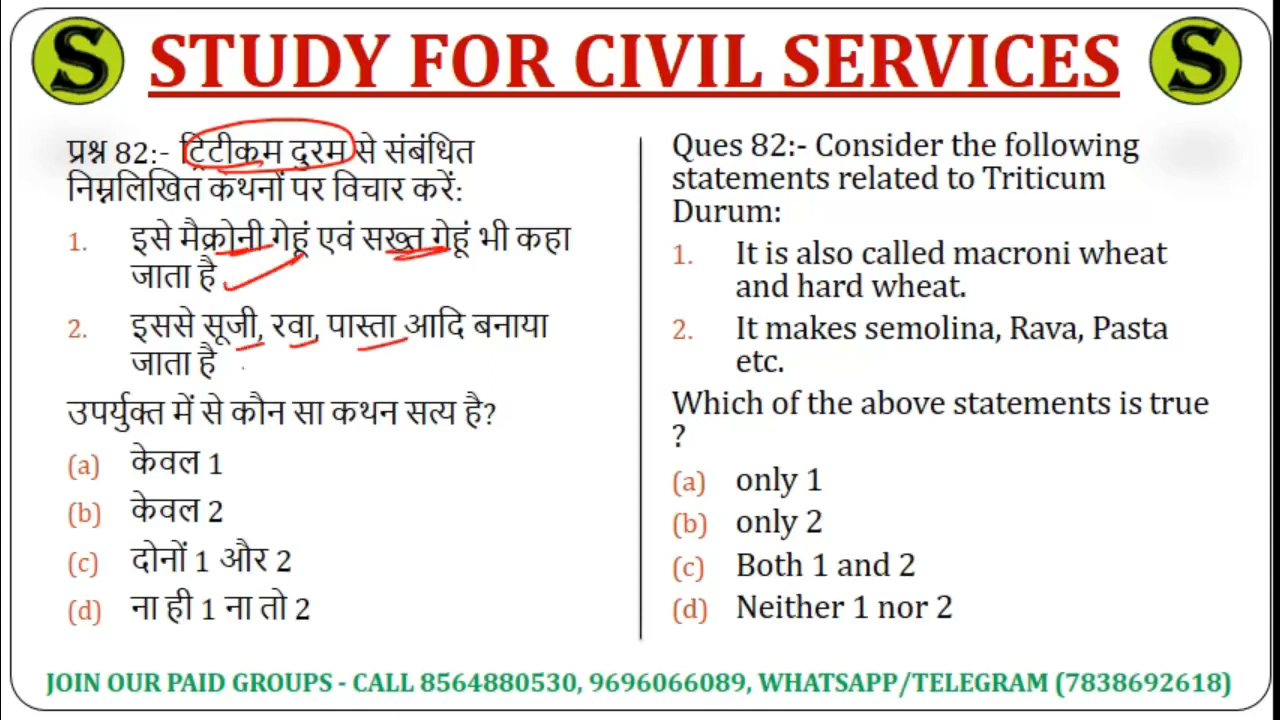 S STUDY FOR CIVIL SERVICES S
प्रश्न 82:- ट्रिटीकम दुरम से संबंधित
निम्नलिखित कथनों पर विचार करें:
1. इसे मैक्रोनी गेहूं एवं सख्त गेहूं भी कहा
जाता है
2. इससे सूजी, रवा, पास्ता आदि बनाया
जाता है
उपर्युक्त में से कौन सा कथन सत्य है?
(a) केवल 1
(b) केवल 2
(c) दोनों 1 और 2
(d) ना ही 1 ना तो 2
Ques 82:- Consider the following
statements related to Triticum
Durum:
1. It is also called macroni wheat
and hard wheat.
2. It makes semolina, Rava, Pasta
etc.
Which of the above statements is true
?
(a) only 1
(b) only 2
(c) Both 1 and 2
(d) Neither 1 nor 2
JOIN OUR PAID GROUPS - CALL 8564880530, 9696066089, WHATSAPP/TELEGRAM (7838692618)